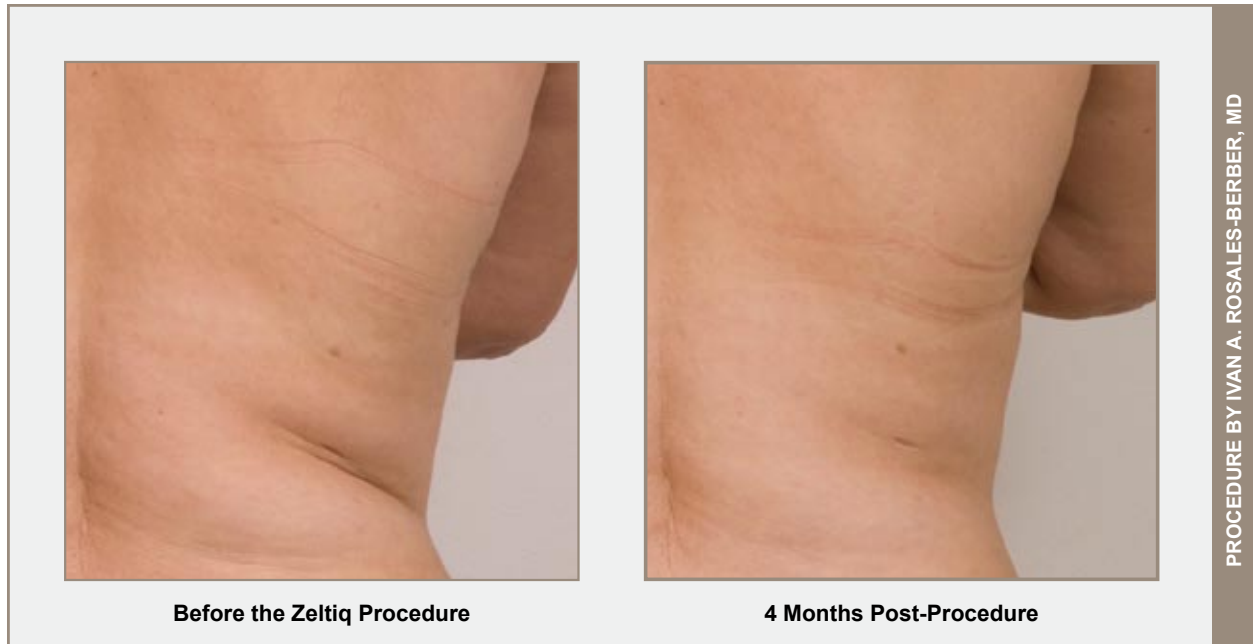 Before the Zeltiq Procedure
4 Months Post-Procedure
PROCEDURE BY IVAN A. ROSALES-BERBER, MD